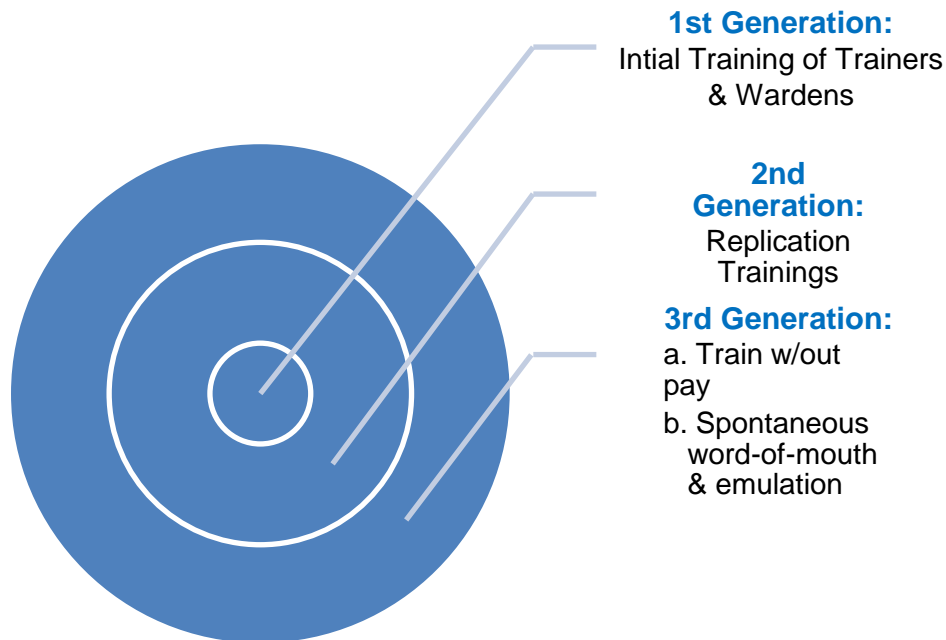 1st Generation:
Intial Training of Trainers
& Wardens
2nd
Generation:
Replication
Trainings
3rd Generation:
a. Train w/out
pay
b. Spontaneous
word-of-mouth
& emulation